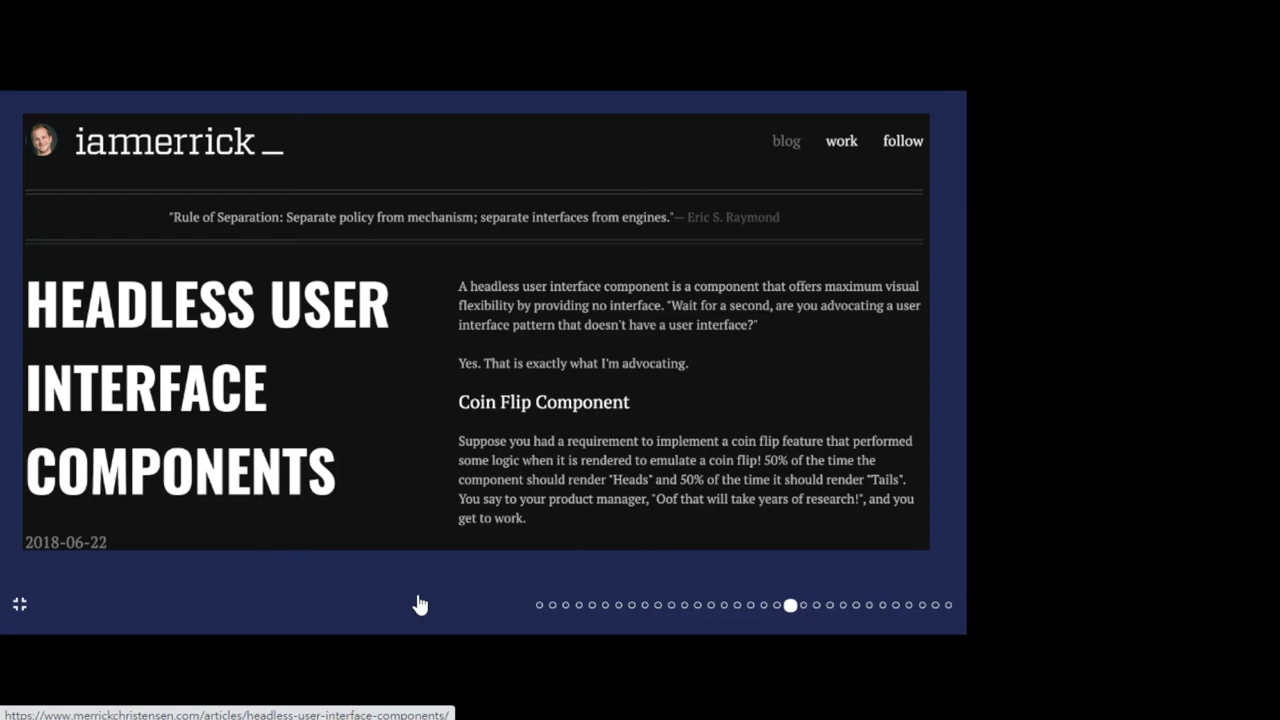 iammerrick_
blog work follow
"Rule of Separation: Separate policy from mechanism; separate interfaces from engines."— Eric S. Raymond
HEADLESS USER
INTERFACE
COMPONENTS
2018-06-22
A headless user interface component is a component that offers maximum visual
flexibility by providing no interface. "Wait for a second, are you advocating a user
interface pattern that doesn't have a user interface?"
Yes. That is exactly what I'm advocating.
Coin Flip Component
Suppose you had a requirement to implement a coin flip feature that performed
some logic when it is rendered to emulate a coin flip! 50% of the time the
component should render "Heads" and 50% of the time it should render "Tails".
You say to your product manager, "Oof that will take years of research!", and you
get to work.
https://www.merrickchristensen.com/articles/headless-user-interface-components/